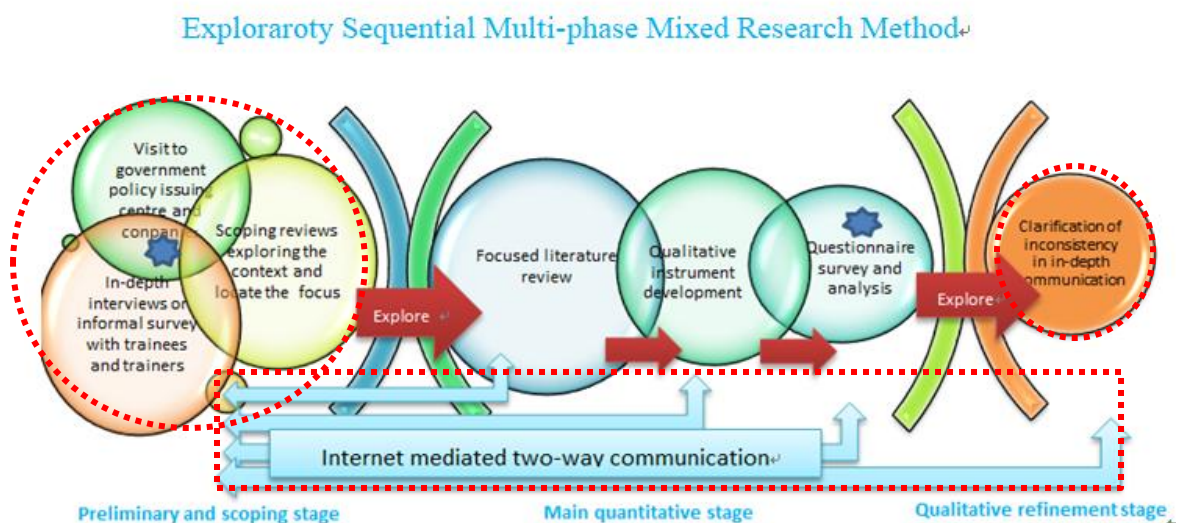 Exploraroty Sequential Multi-phase Mixed Research Method
Visit to
government
policy issuing
centre and
conpan
In-depth
interviews or
informal survey
with trainees
and trainers
Scoping reviews
exploring the
context and
locate the focus
Explore
Focused literature
review
Qualitative
instrument
development
Questionnaire
survey and
analysis
Explore
Clarification of
inconsistency
in in-depth
ommunication
Internet mediated two-way communication
Preliminary and scoping stage
Main quantitative stage
Qualitative refinement stage